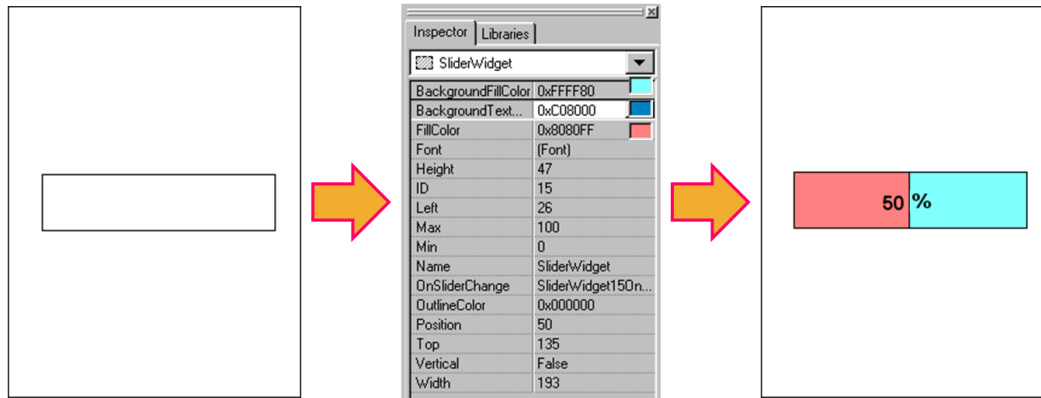 Inspector Libraries
SliderWidget
BackgroundFillColor 0xFFFF80
BackgroundText... 0xC08000
FillColor 0x8080FF
Font (Font)
Height 47
ID 15
Left 26
Max 100
Min 0
Name SliderWidget
OnSliderChange SliderWidget15On...
OutlineColor 0x000000
Position 50
Top 135
Vertical False
Width 193
50 %